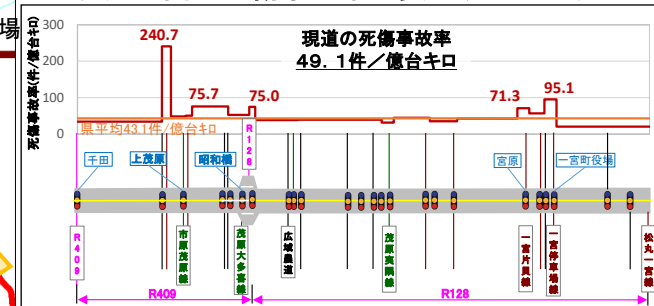 場
現道の死傷事故率
49.1件／億台キロ
死傷事故率(件/億台キロ)
300
200
100
0
240.7
75.7
75.0
71.3
95.1
県平均43.1件/億台キロ
R128
千田
上茂原
昭和橋
宮原
一宮町役場
R409
市原茂原線
茂原大多喜線
広域農道
茂原夷隅線
一宮片貝線
一宮停車場線
松丸一宮線
R409
R128